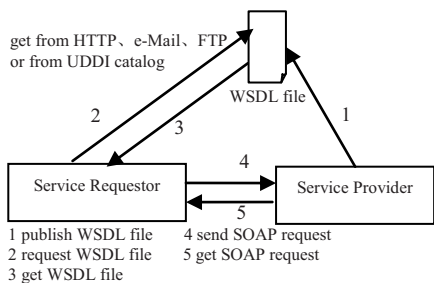 get from HTTP、e-Mail、FTP
or from UDDI catalog
WSDL file
2
3
1
Service Requestor
4
5
Service Provider
1 publish WSDL file
2 request WSDL file
3 get WSDL file
4 send SOAP request
5 get SOAP request